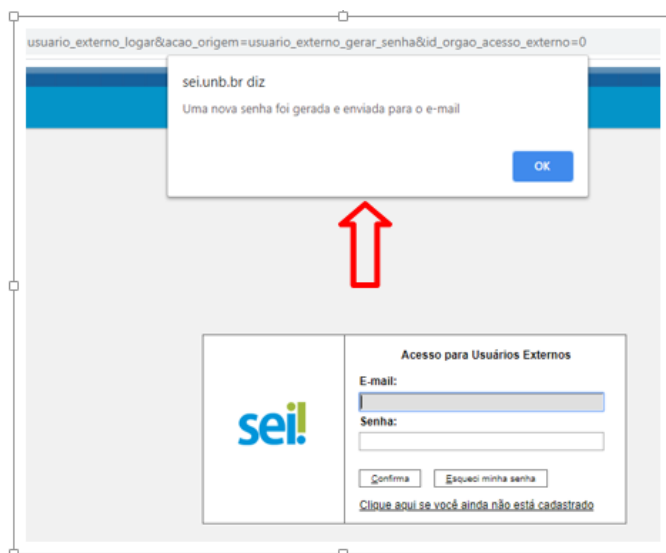 usuario_externo_logar&acao_origem=usuario_externo_gerar_senha&id_orgao_acesso_externo=0
sei.unb.br diz
Uma nova senha foi gerada e enviada para o e-mail
OK
Acesso para Usuários Externos
E-mail:
sei!
Senha:
Confirma Esqueci minha senha
Clique aqui se você ainda não está cadastrado